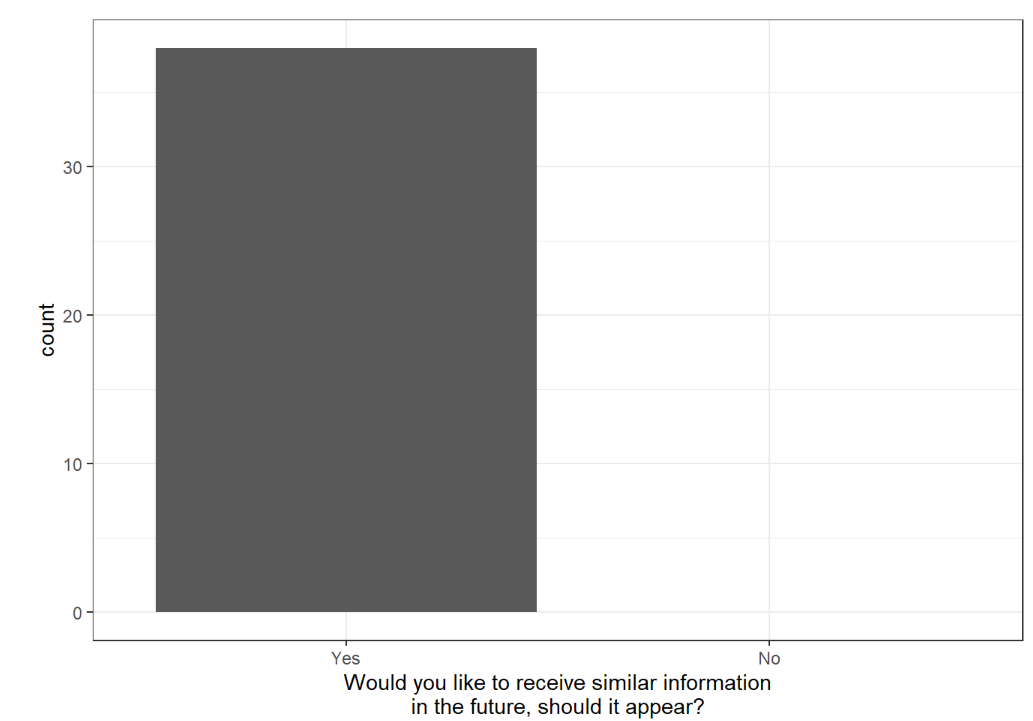 count
30
20
10
0
Yes
No
Would you like to receive similar information
in the future, should it appear?